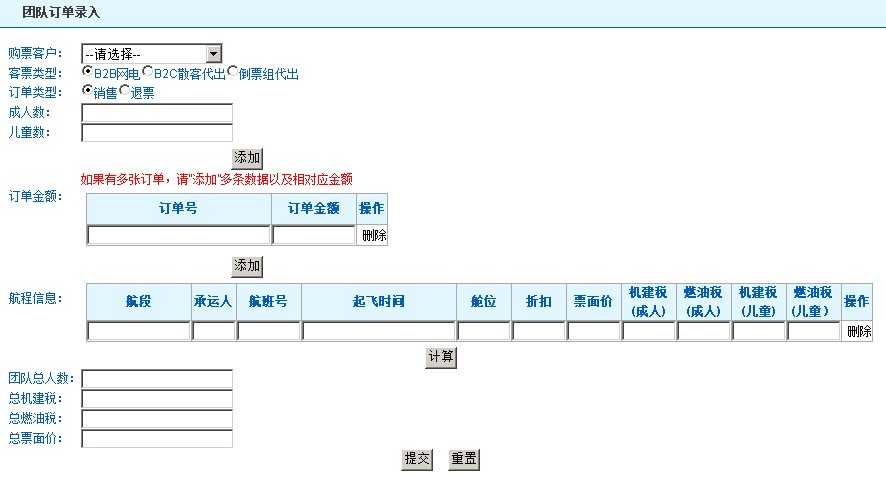 团队订单录入
购票客户： --请选择--
客票类型： B2B网电 B2C散客代出 倒票组代出
订单类型： 销售 退票
成人数：
儿童数：
添加
如果有多张订单，请"添加"多条数据以及相对应金额
订单金额： 订单号 订单金额 操作
删除
添加
航程信息： 航段 承运人 航班号 起飞时间 舱位 折扣 票面价 机建税(成人) 燃油税(成人) 机建税(儿童) 燃油税(儿童） 操作
删除
计算
团队总人数：
总机建税：
总燃油税：
总票面价：
提交 重置